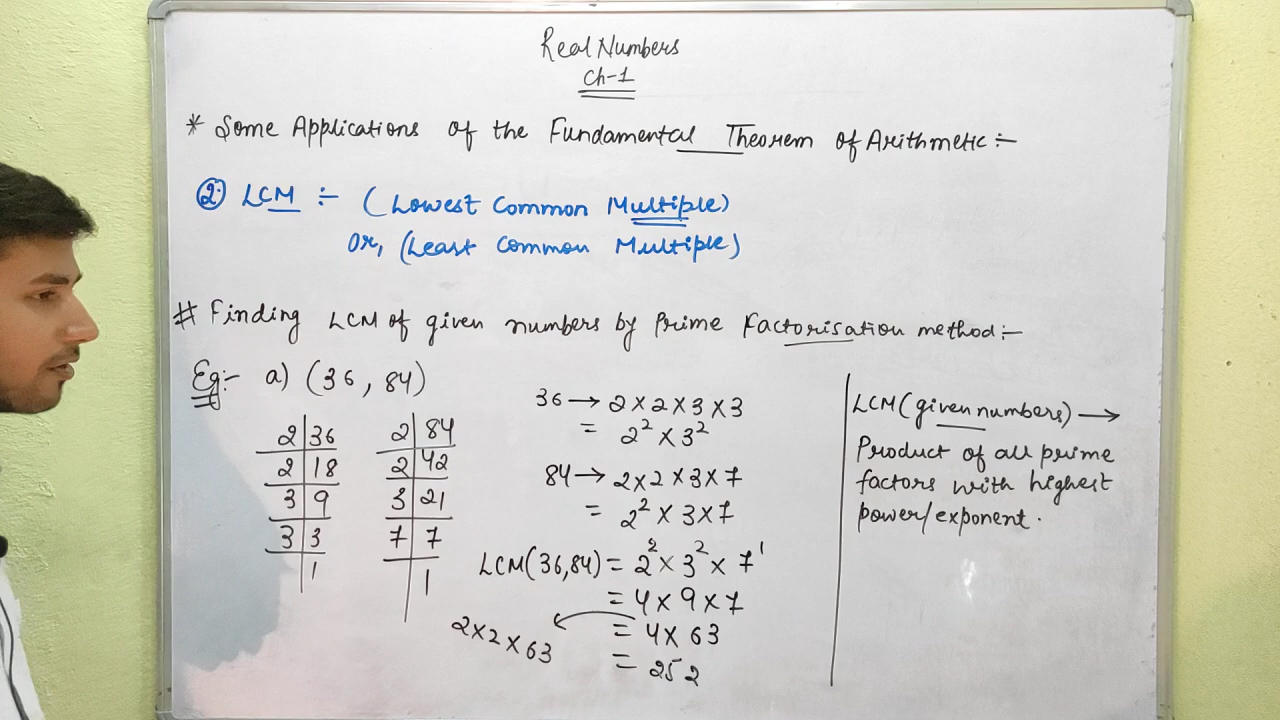 Real Numbers
Ch-1
* Some Applications of the Fundamental Theorem of Arithmetic :-
② LCM :- (Lowest Common Multiple)
Or, (Least Common Multiple)
# Finding LCM of given numbers by Prime Factorisation method :-
Eg:- a) (36, 84)
2 | 36
2 | 18
3 | 9
3 | 3
| 1
2 | 84
2 | 42
3 | 21
7 | 7
| 1
36 → 2×2×3×3
= 2² × 3²
84 → 2×2×3×7
= 2² × 3×7
LCM(36,84) = 2² × 3² × 7¹
= 4×9×7
= 4×63
2×2×63
= 252
LCM (given numbers) →
Product of all prime
factors with highest
power/exponent.